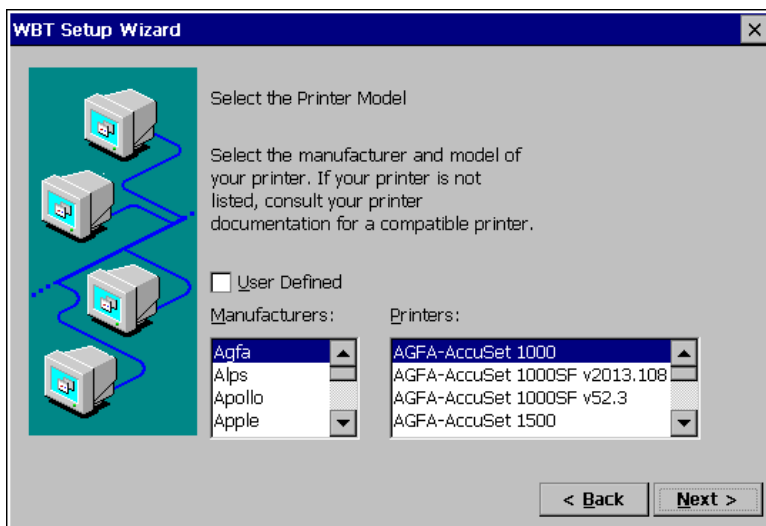 WBT Setup Wizard
Select the Printer Model
Select the manufacturer and model of
your printer. If your printer is not
listed, consult your printer
documentation for a compatible printer.
User Defined
Manufacturers:
Printers:
Agfa
Alps
Apollo
Apple
AGFA-AccuSet 1000
AGFA-AccuSet 1000SF v2013.108
AGFA-AccuSet 1000SF v52.3
AGFA-AccuSet 1500
< Back
Next >